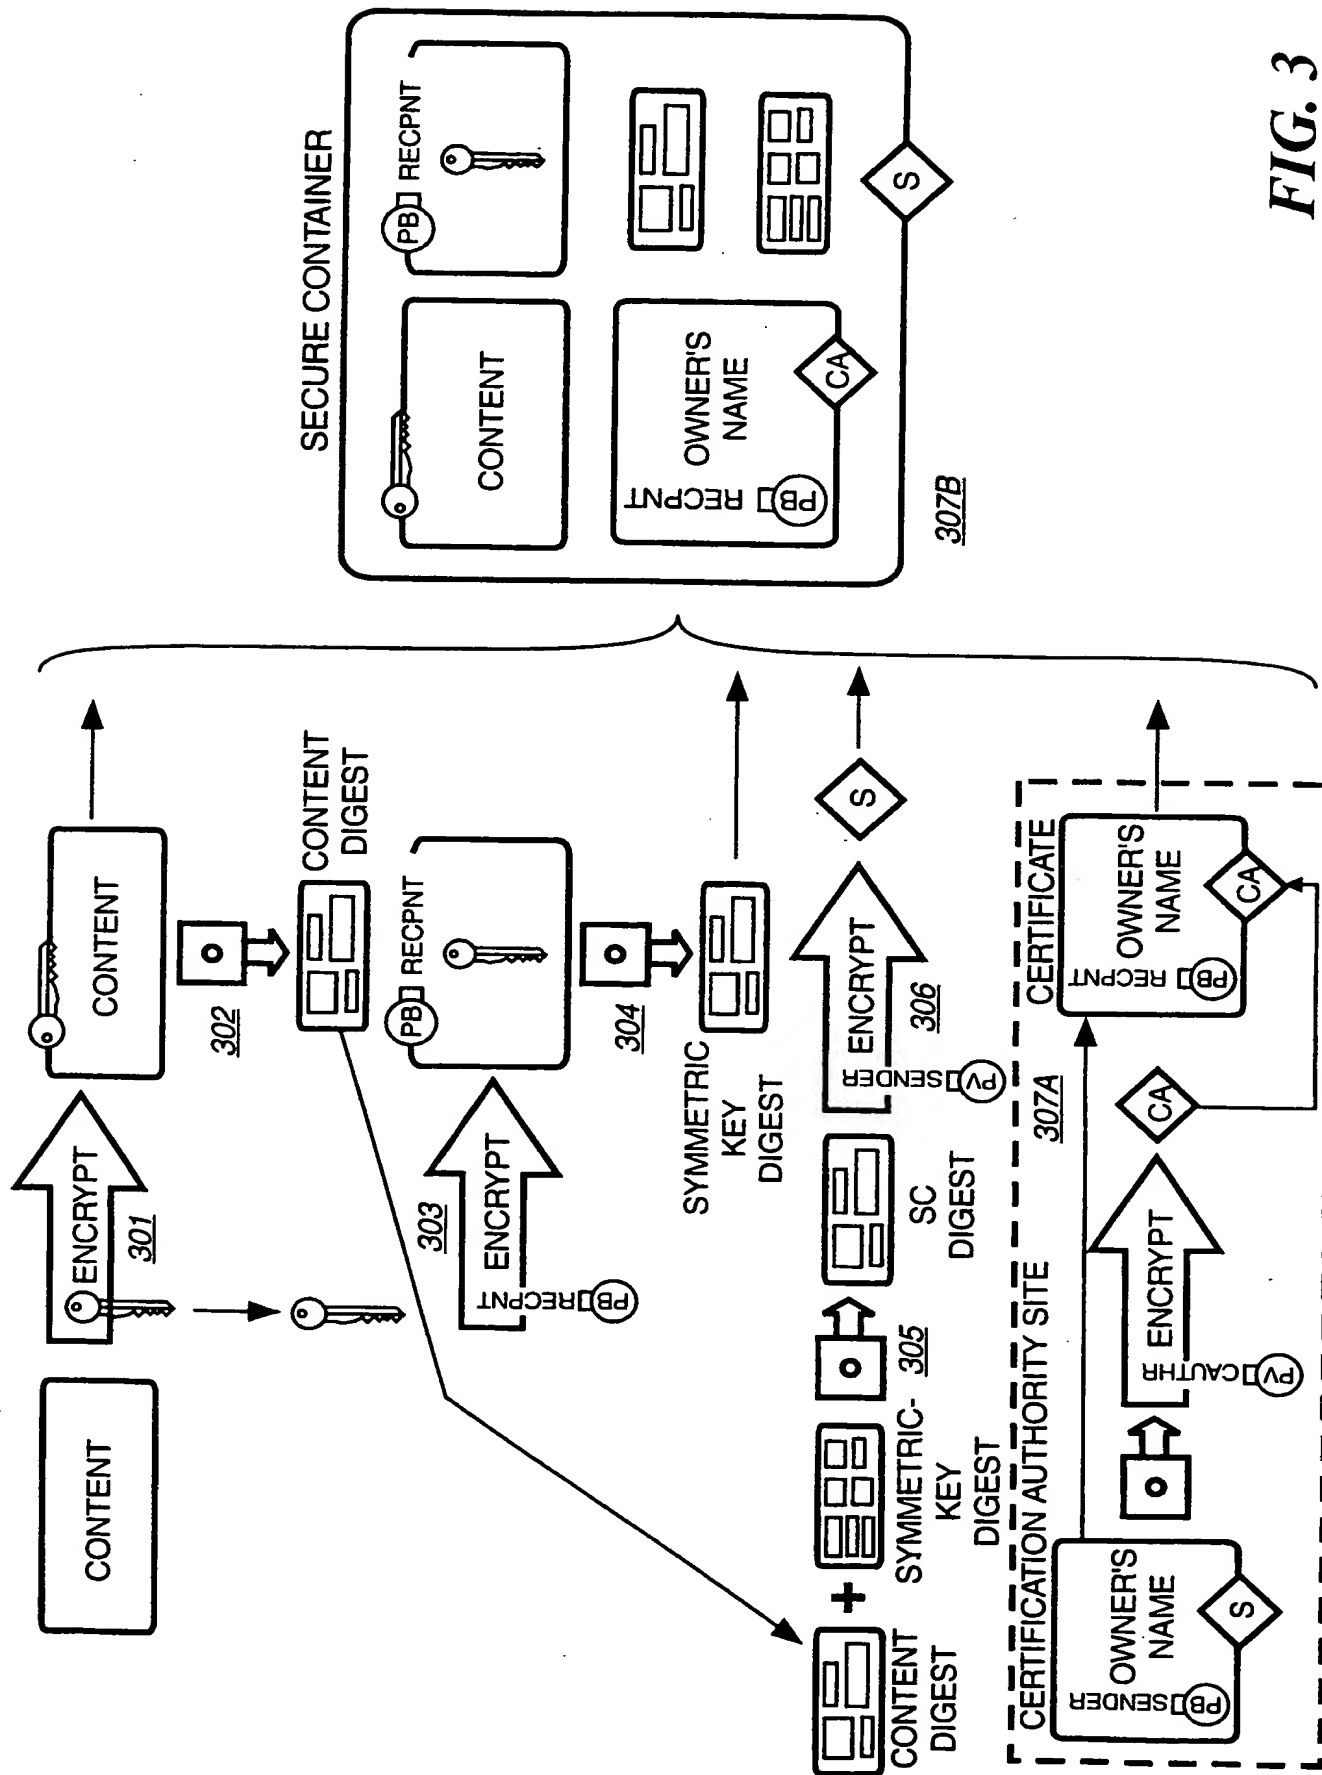 CONTENT
ENCRYPT
301
CONTENT
302
CONTENT
DIGEST
303
ENCRYPT
RECPNT
PB
PB
RECPNT
304
SYMMETRIC
KEY
DIGEST
CONTENT
DIGEST
+
SYMMETRIC-
KEY
DIGEST
305
SC
DIGEST
ENCRYPT
306
SENDER
PV
S
CERTIFICATION AUTHORITY SITE
307A
CERTIFICATE
OWNER'S
NAME
SENDER
PB
S
ENCRYPT
CAUTHR
PV
CA
OWNER'S
NAME
RECPNT
PB
CA
SECURE CONTAINER
CONTENT
PB
RECPNT
OWNER'S
NAME
RECPNT
PB
CA
S
307B
FIG. 3